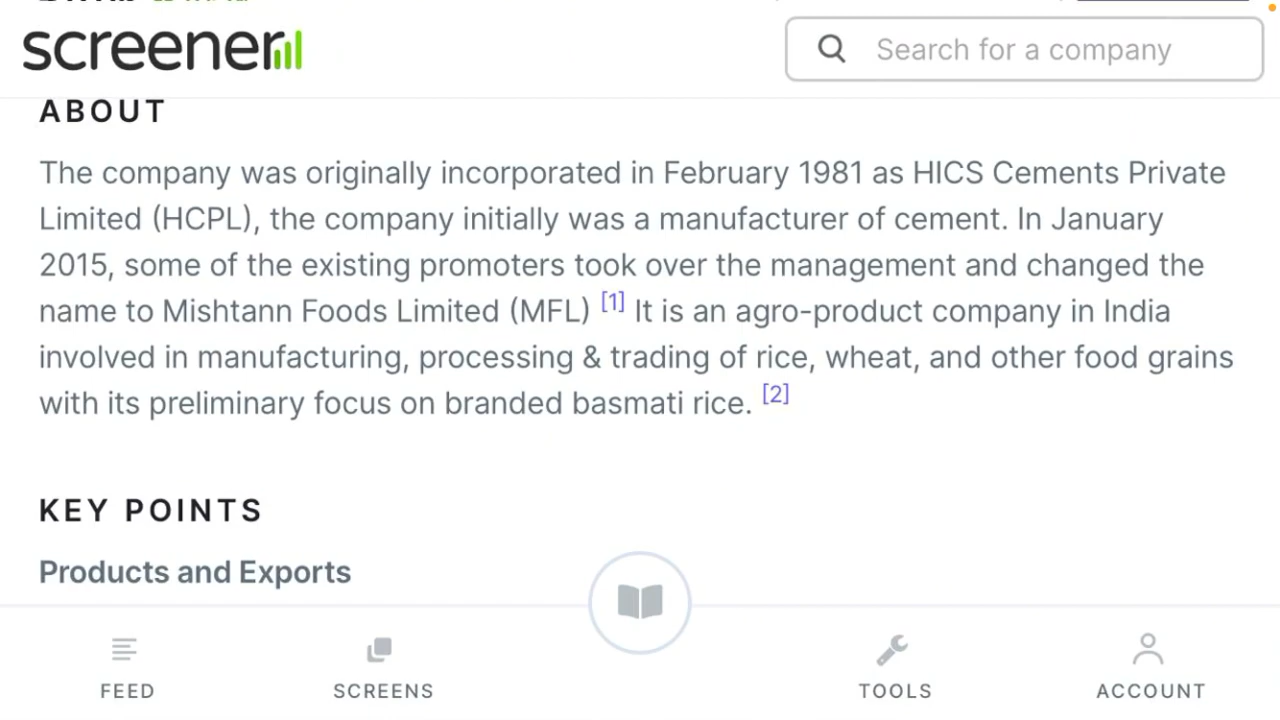 screener
Search for a company
ABOUT
The company was originally incorporated in February 1981 as HICS Cements Private
Limited (HCPL), the company initially was a manufacturer of cement. In January
2015, some of the existing promoters took over the management and changed the
name to Mishtann Foods Limited (MFL) [1] It is an agro-product company in India
involved in manufacturing, processing & trading of rice, wheat, and other food grains
with its preliminary focus on branded basmati rice. [2]
KEY POINTS
Products and Exports
FEED
SCREENS
TOOLS
ACCOUNT